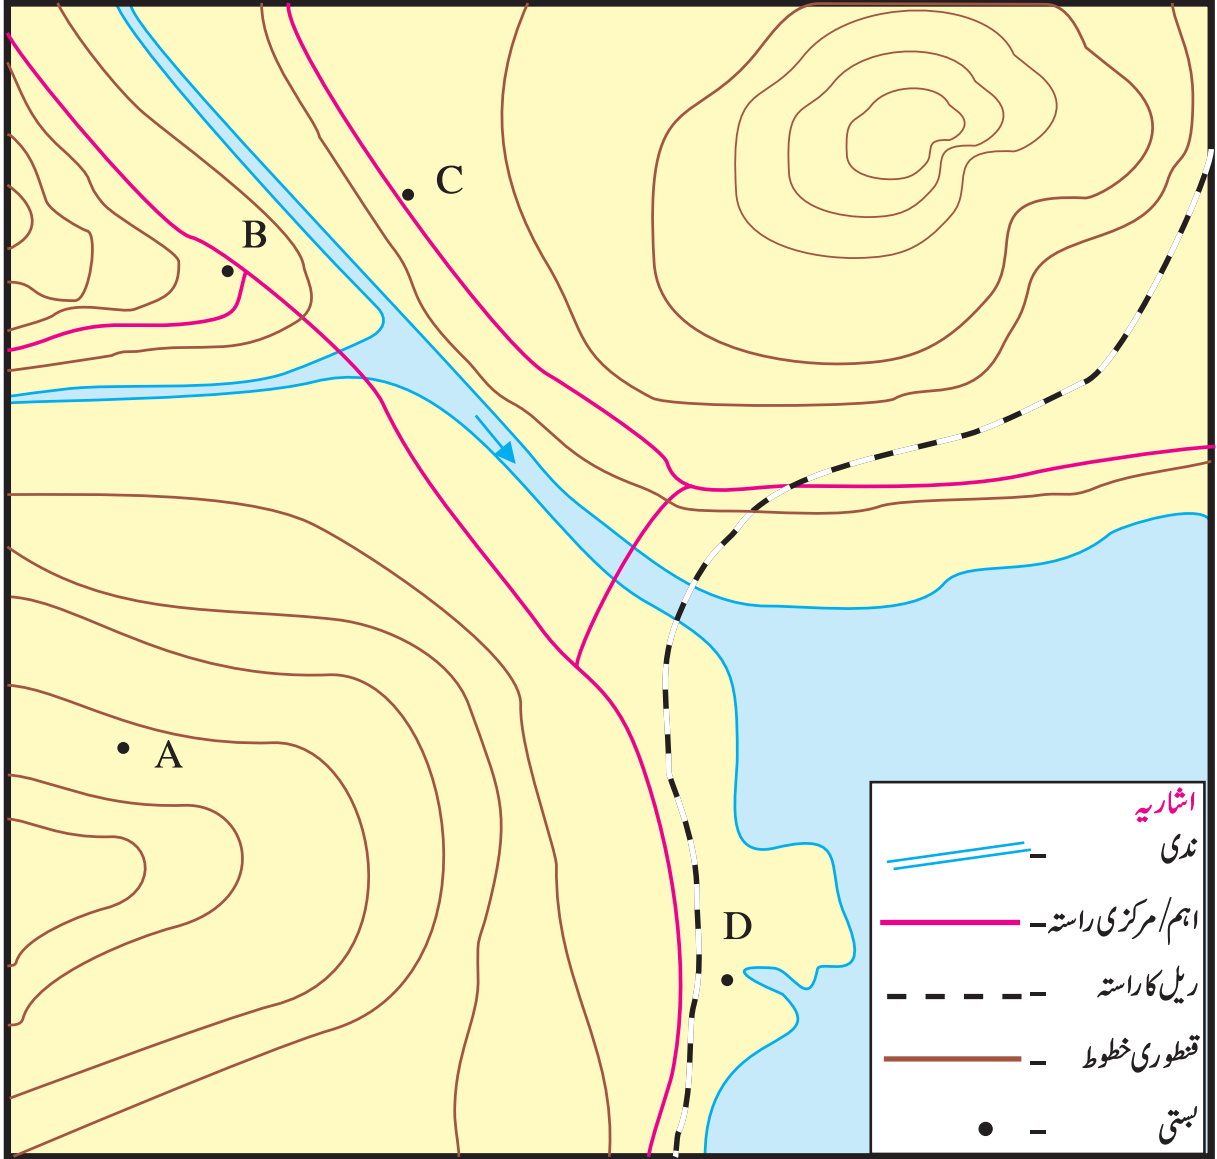 C
B
A
D
اشاریہ
ندی –
اہم/مرکزی راستہ –
ریل کا راستہ –
قنطوری خطوط –
بستی –